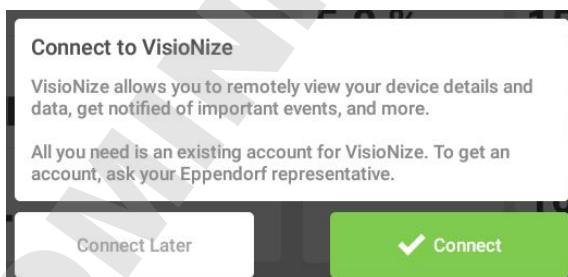 Connect to VisioNize
VisioNize allows you to remotely view your device details and
data, get notified of important events, and more.
All you need is an existing account for VisioNize. To get an
account, ask your Eppendorf representative.
Connect Later
Connect